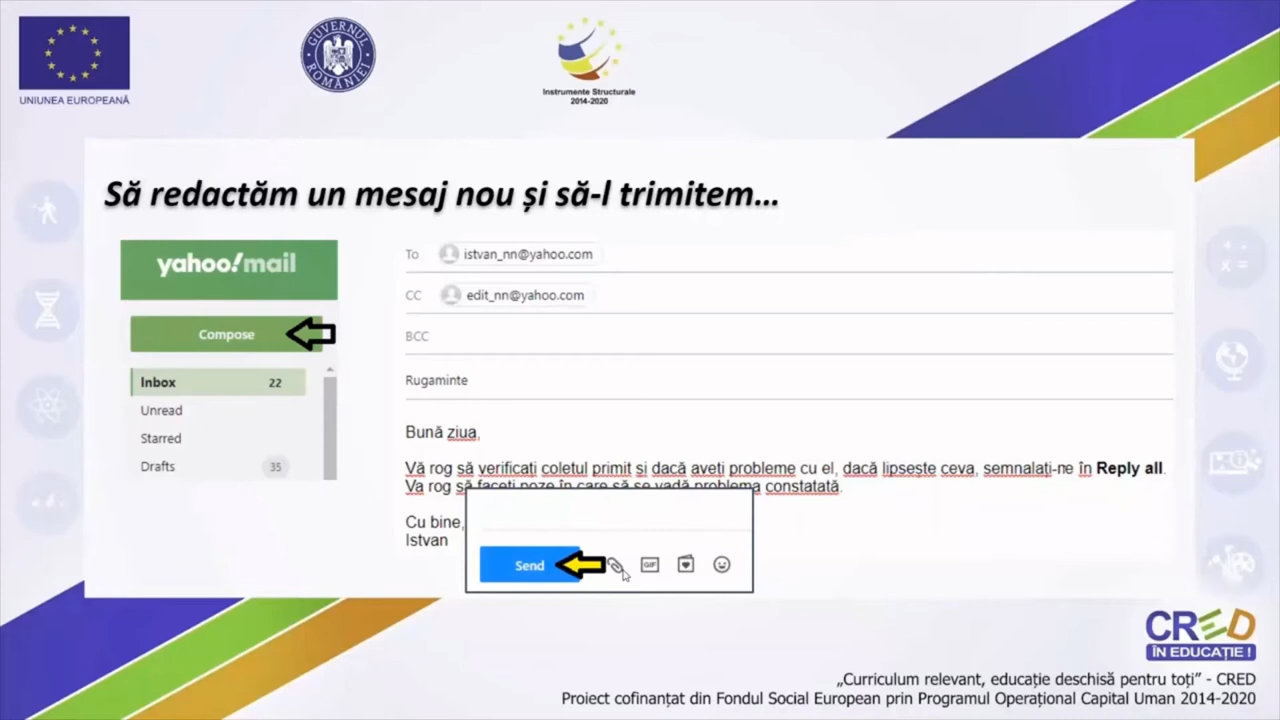 UNIUNEA EUROPEANĂ
GUVERNUL ROMÂNIEI
Instrumente Structurale
2014-2020
Să redactăm un mesaj nou și să-l trimitem...
yahoo!mail
Compose
Inbox 22
Unread
Starred
Drafts 35
To istvan_nn@yahoo.com
CC edit_nn@yahoo.com
BCC
Rugaminte
Bună ziua,
Vă rog să verificați coletul primit si dacă aveti probleme cu el, dacă lipsește ceva, semnalați-ne în Reply all.
Va rog să faceti poze în care să se vadă problema constatată.
Cu bine,
Istvan
Send
GIF
CRED
ÎN EDUCAȚIE !
„Curriculum relevant, educație deschisă pentru toți” - CRED
Proiect cofinanțat din Fondul Social European prin Programul Operațional Capital Uman 2014-2020